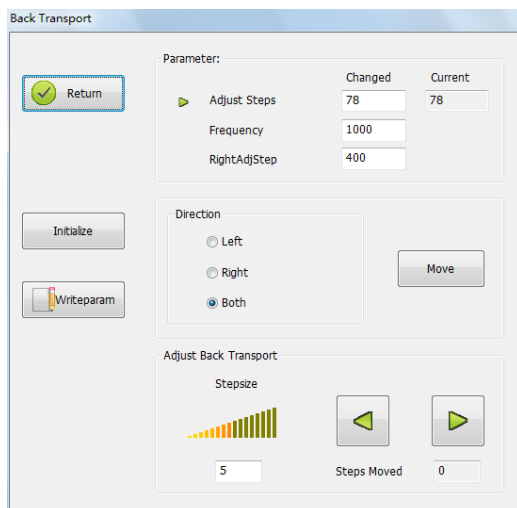 Back Transport
Parameter:
Changed Current
Return
Adjust Steps 78 78
Frequency 1000
RightAdjStep 400
Direction
Initialize
Left
Right
Move
Both
Writeparam
Adjust Back Transport
Stepsize
5 Steps Moved 0